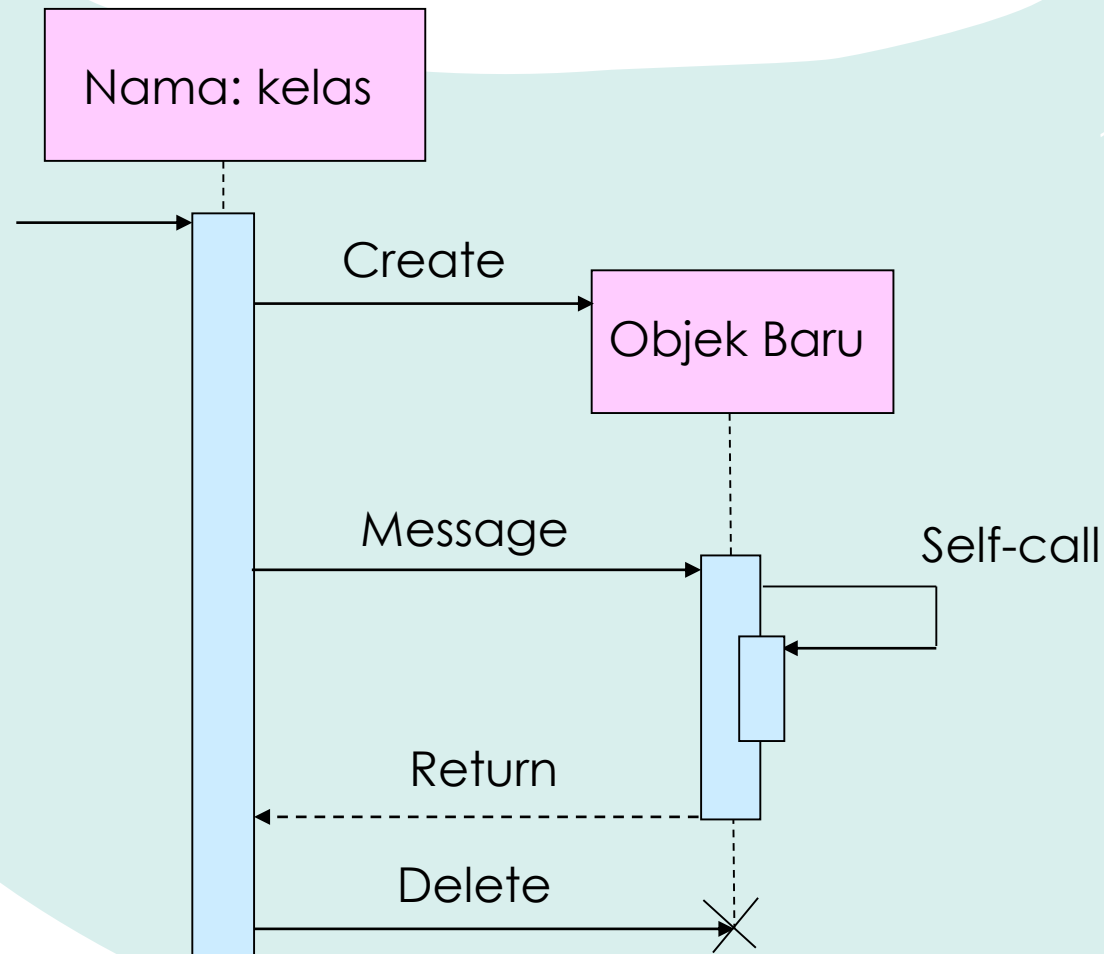 Nama: kelas
Create
Objek Baru
Message
Self-call
Return
Delete